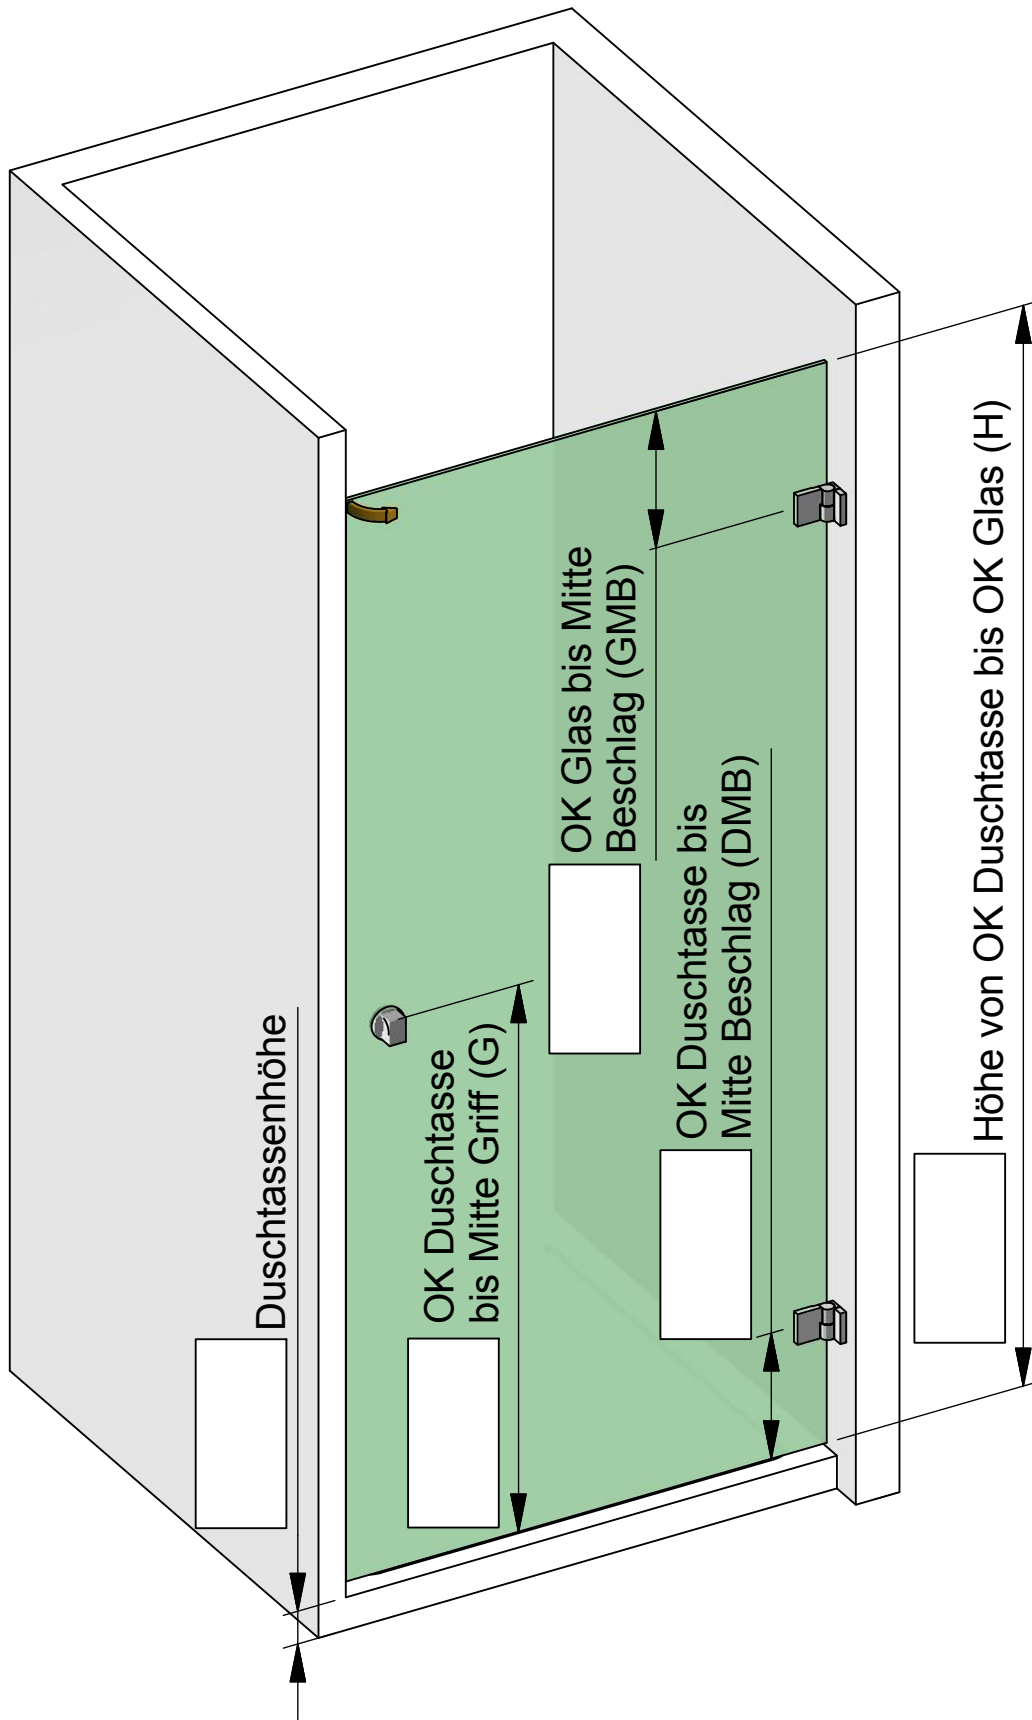 Duschtassenhöhe
OK Duschtasse
bis Mitte Griff (G)
OK Glas bis Mitte
Beschlag (GMB)
OK Duschtasse bis
Mitte Beschlag (DMB)
Höhe von OK Duschtasse bis OK Glas (H)